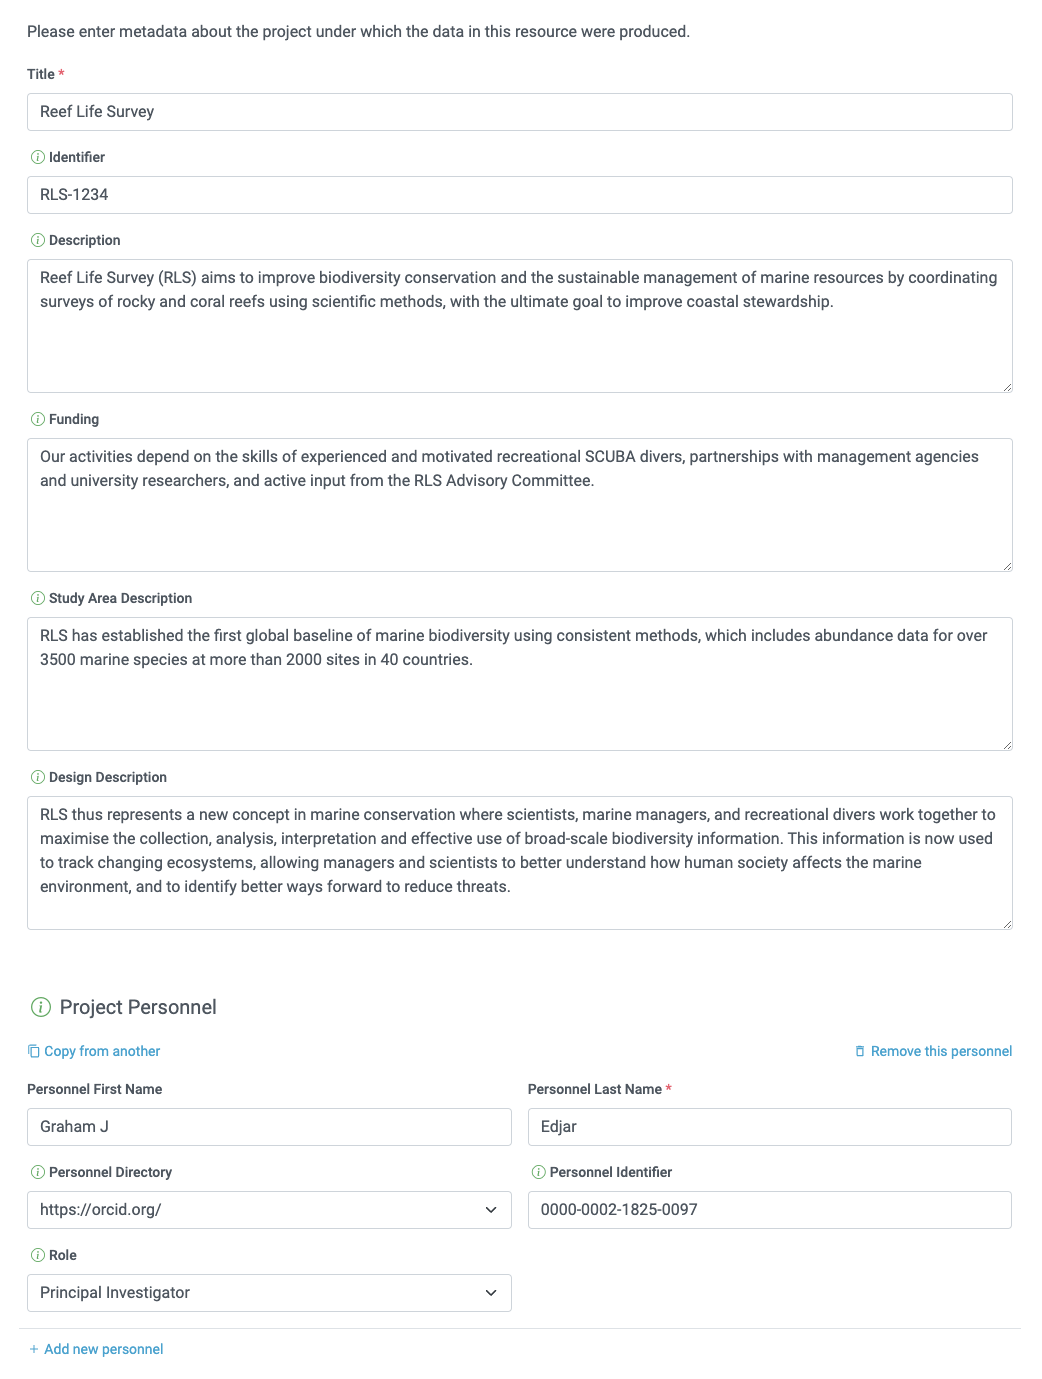 Please enter metadata about the project under which the data in this resource were produced.
Title *
Reef Life Survey
Identifier
RLS-1234
Description
Reef Life Survey (RLS) aims to improve biodiversity conservation and the sustainable management of marine resources by coordinating
surveys of rocky and coral reefs using scientific methods, with the ultimate goal to improve coastal stewardship.
Funding
Our activities depend on the skills of experienced and motivated recreational SCUBA divers, partnerships with management agencies
and university researchers, and active input from the RLS Advisory Committee.
Study Area Description
RLS has established the first global baseline of marine biodiversity using consistent methods, which includes abundance data for over
3500 marine species at more than 2000 sites in 40 countries.
Design Description
RLS thus represents a new concept in marine conservation where scientists, marine managers, and recreational divers work together to
maximise the collection, analysis, interpretation and effective use of broad-scale biodiversity information. This information is now used
to track changing ecosystems, allowing managers and scientists to better understand how human society affects the marine
environment, and to identify better ways forward to reduce threats.
Project Personnel
Copy from another
Remove this personnel
Personnel First Name
Personnel Last Name *
Graham J
Edjar
Personnel Directory
Personnel Identifier
https://orcid.org/
0000-0002-1825-0097
Role
Principal Investigator
+ Add new personnel